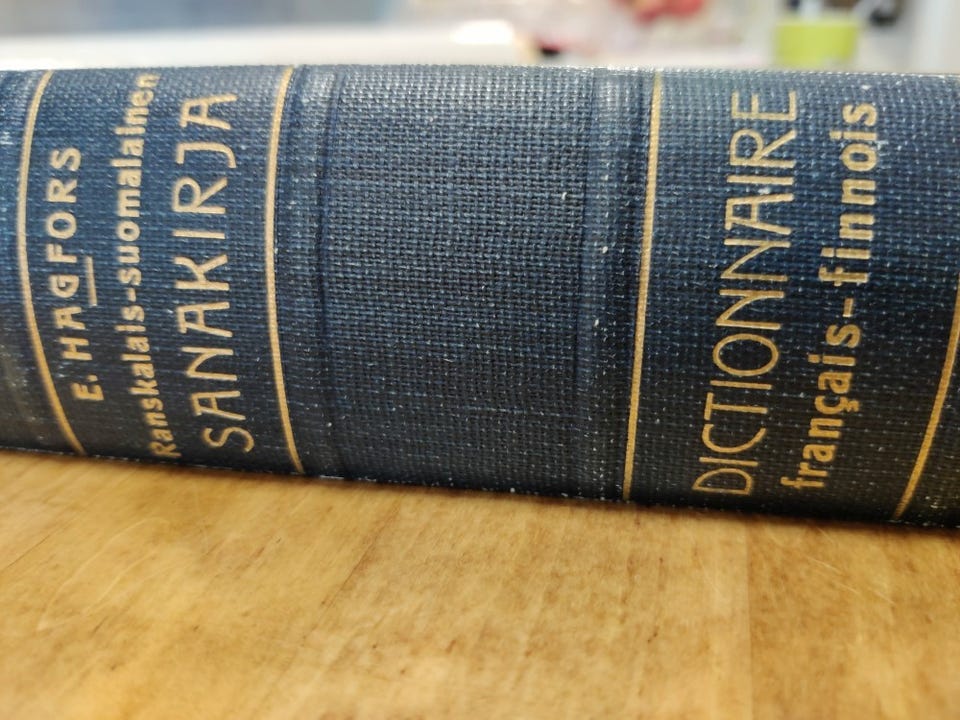 E. HAGFORS
Ranskalais-suomalainen
SANAKIRJA
DICTIONNAIRE
français-finnois